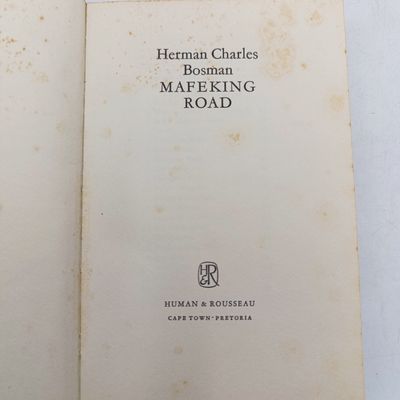 Herman Charles
Bosman
MAFEKING
ROAD
H
&R
HUMAN & ROUSSEAU
CAPE TOWN · PRETORIA